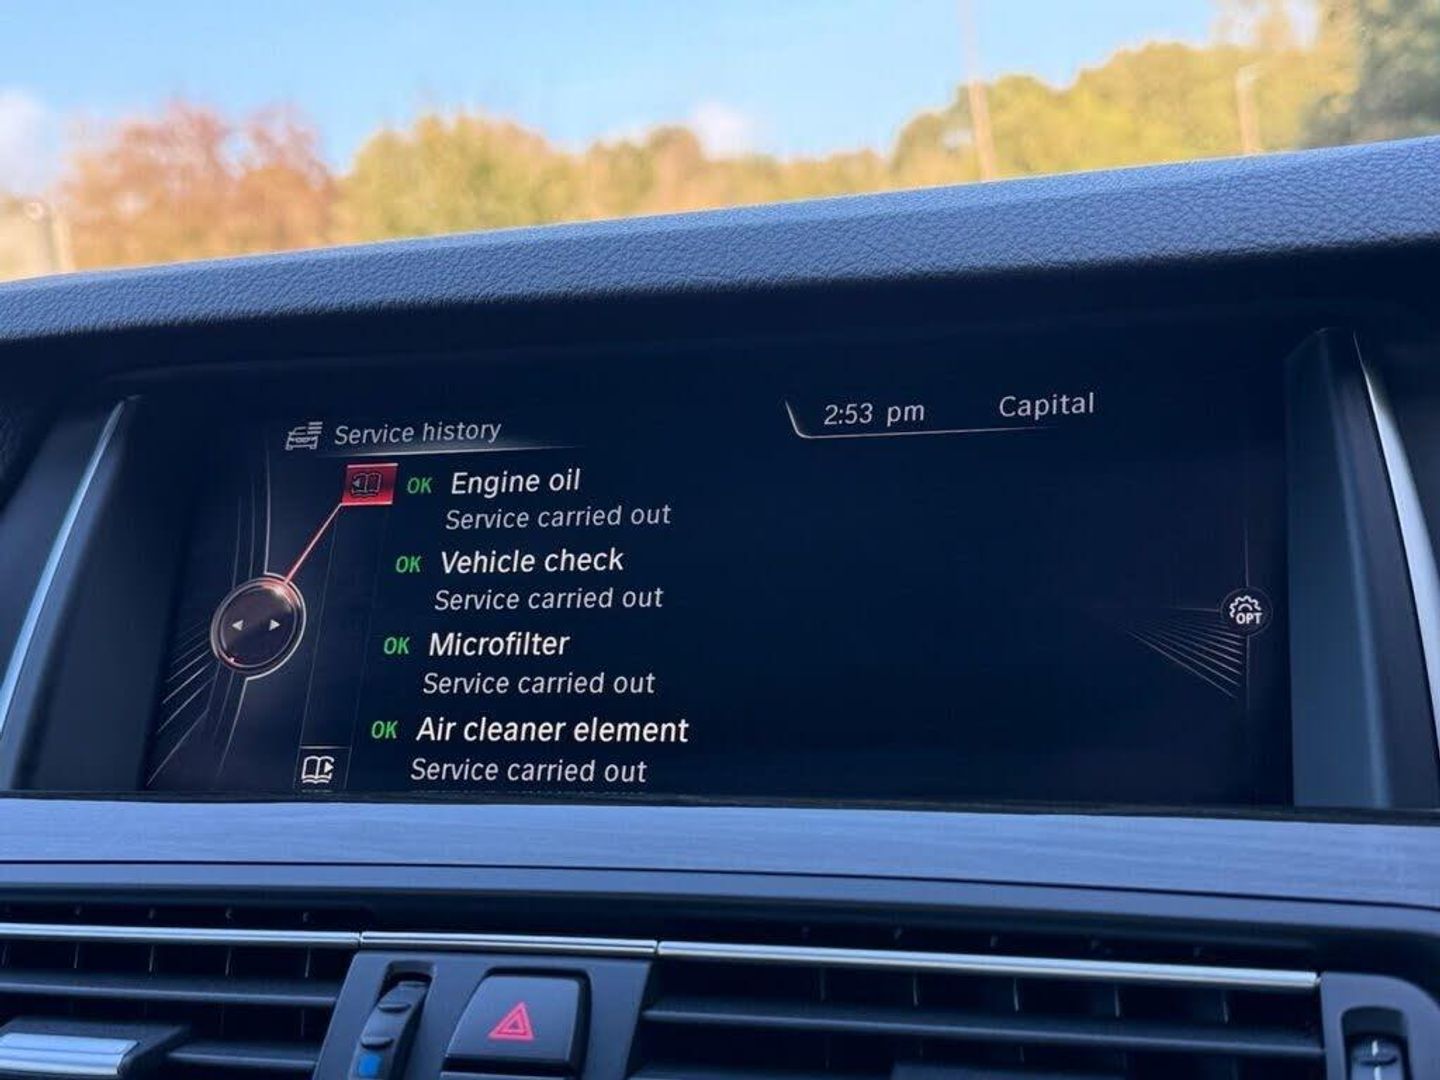 Service history
2:53 pm Capital
OK Engine oil
Service carried out
OK Vehicle check
Service carried out
OK Microfilter
Service carried out
OK Air cleaner element
Service carried out
OPT